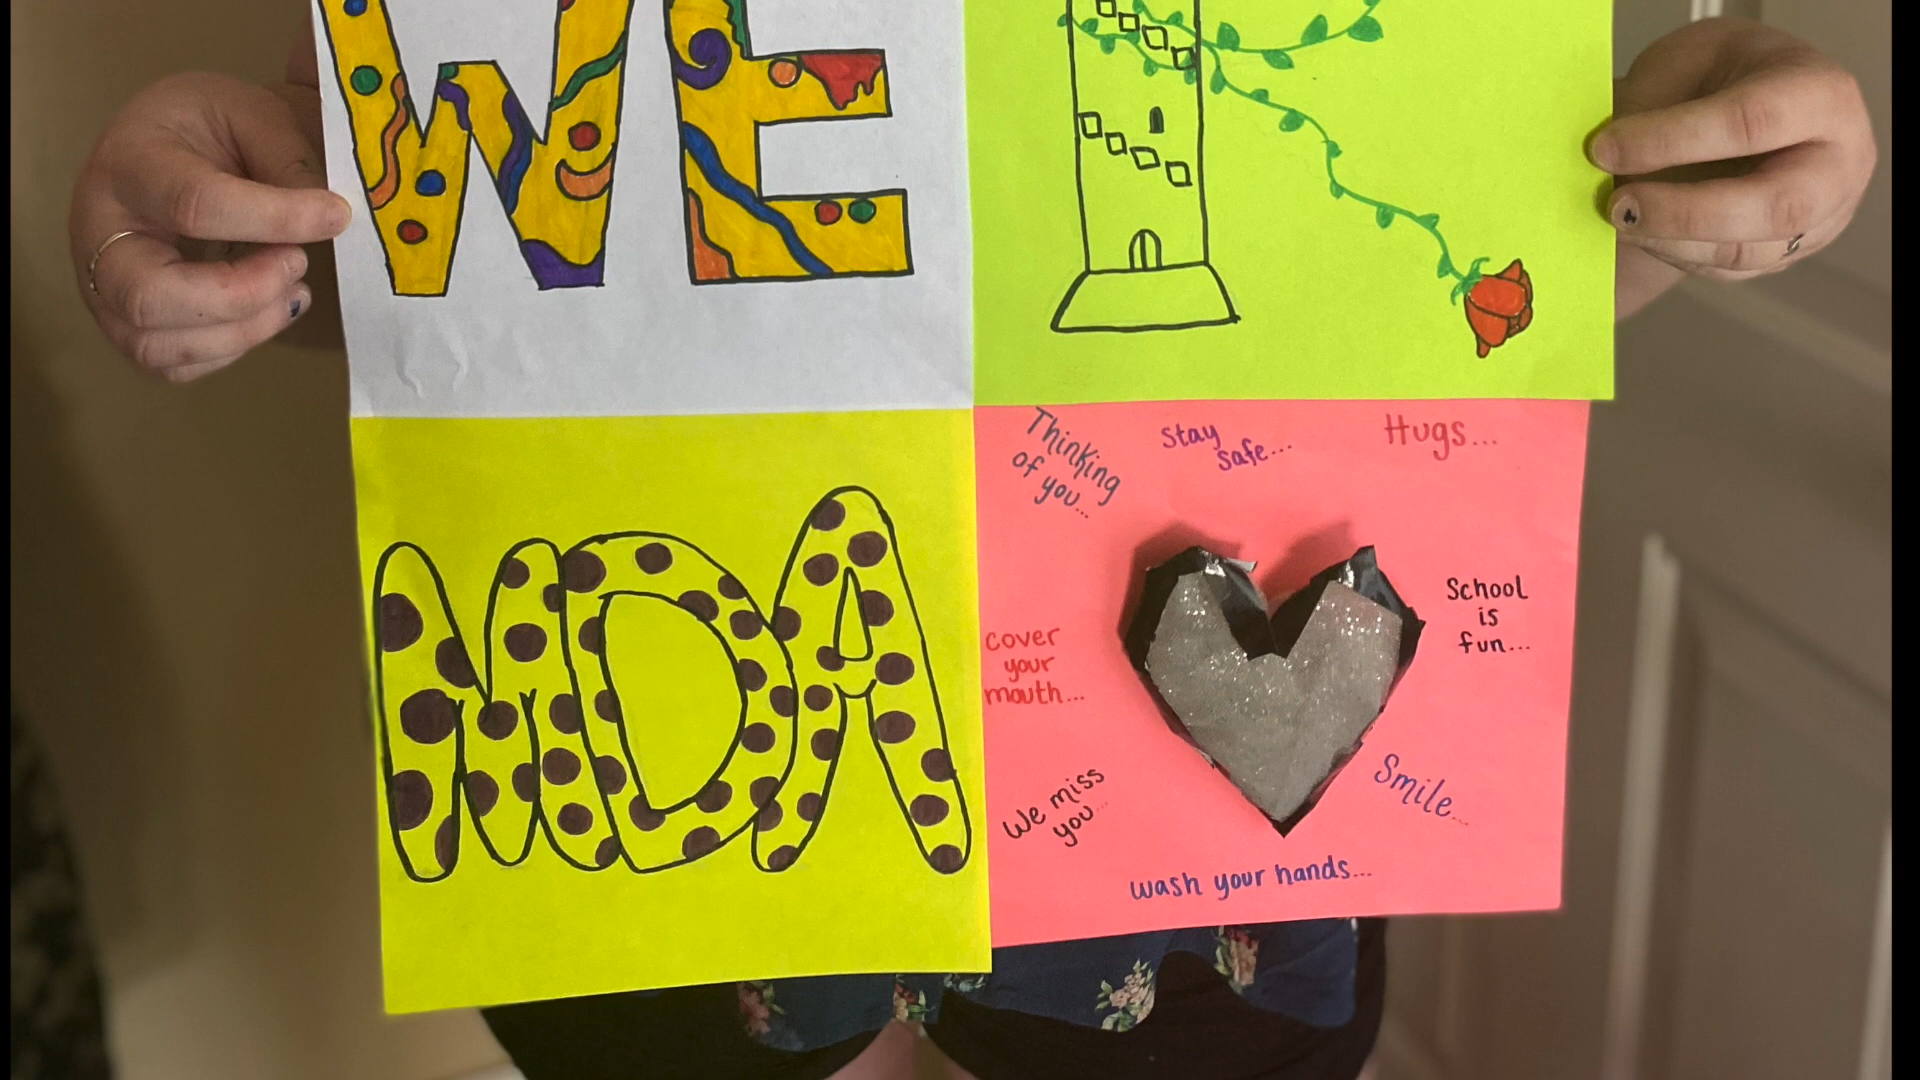 WE
MDA
Thinking
of you...
Stay
Safe...
Hugs...
cover
your
mouth...
School
is
fun...
We miss
you...
Smile...
wash your hands...